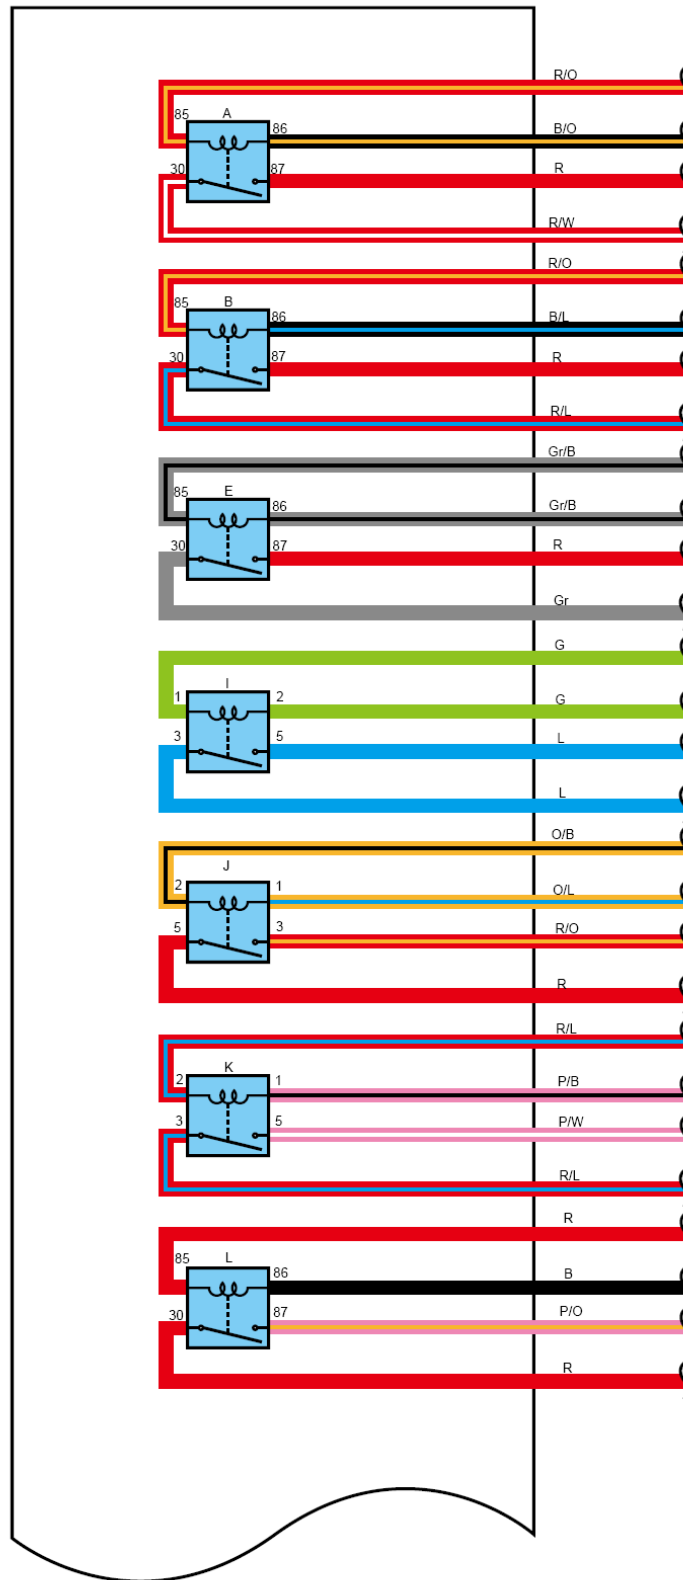 R/O
85 A 86 B/O
30 87 R
R/W
R/O
85 B 86 B/L
30 87 R
R/L
Gr/B
85 E 86 Gr/B
30 87 R
Gr
G
1 I 2 G
3 5 L
L
O/B
2 J 1 O/L
5 3 R/O
R
R/L
2 K 1 P/B
3 5 P/W
R/L
R
85 L 86 B
30 87 P/O
R